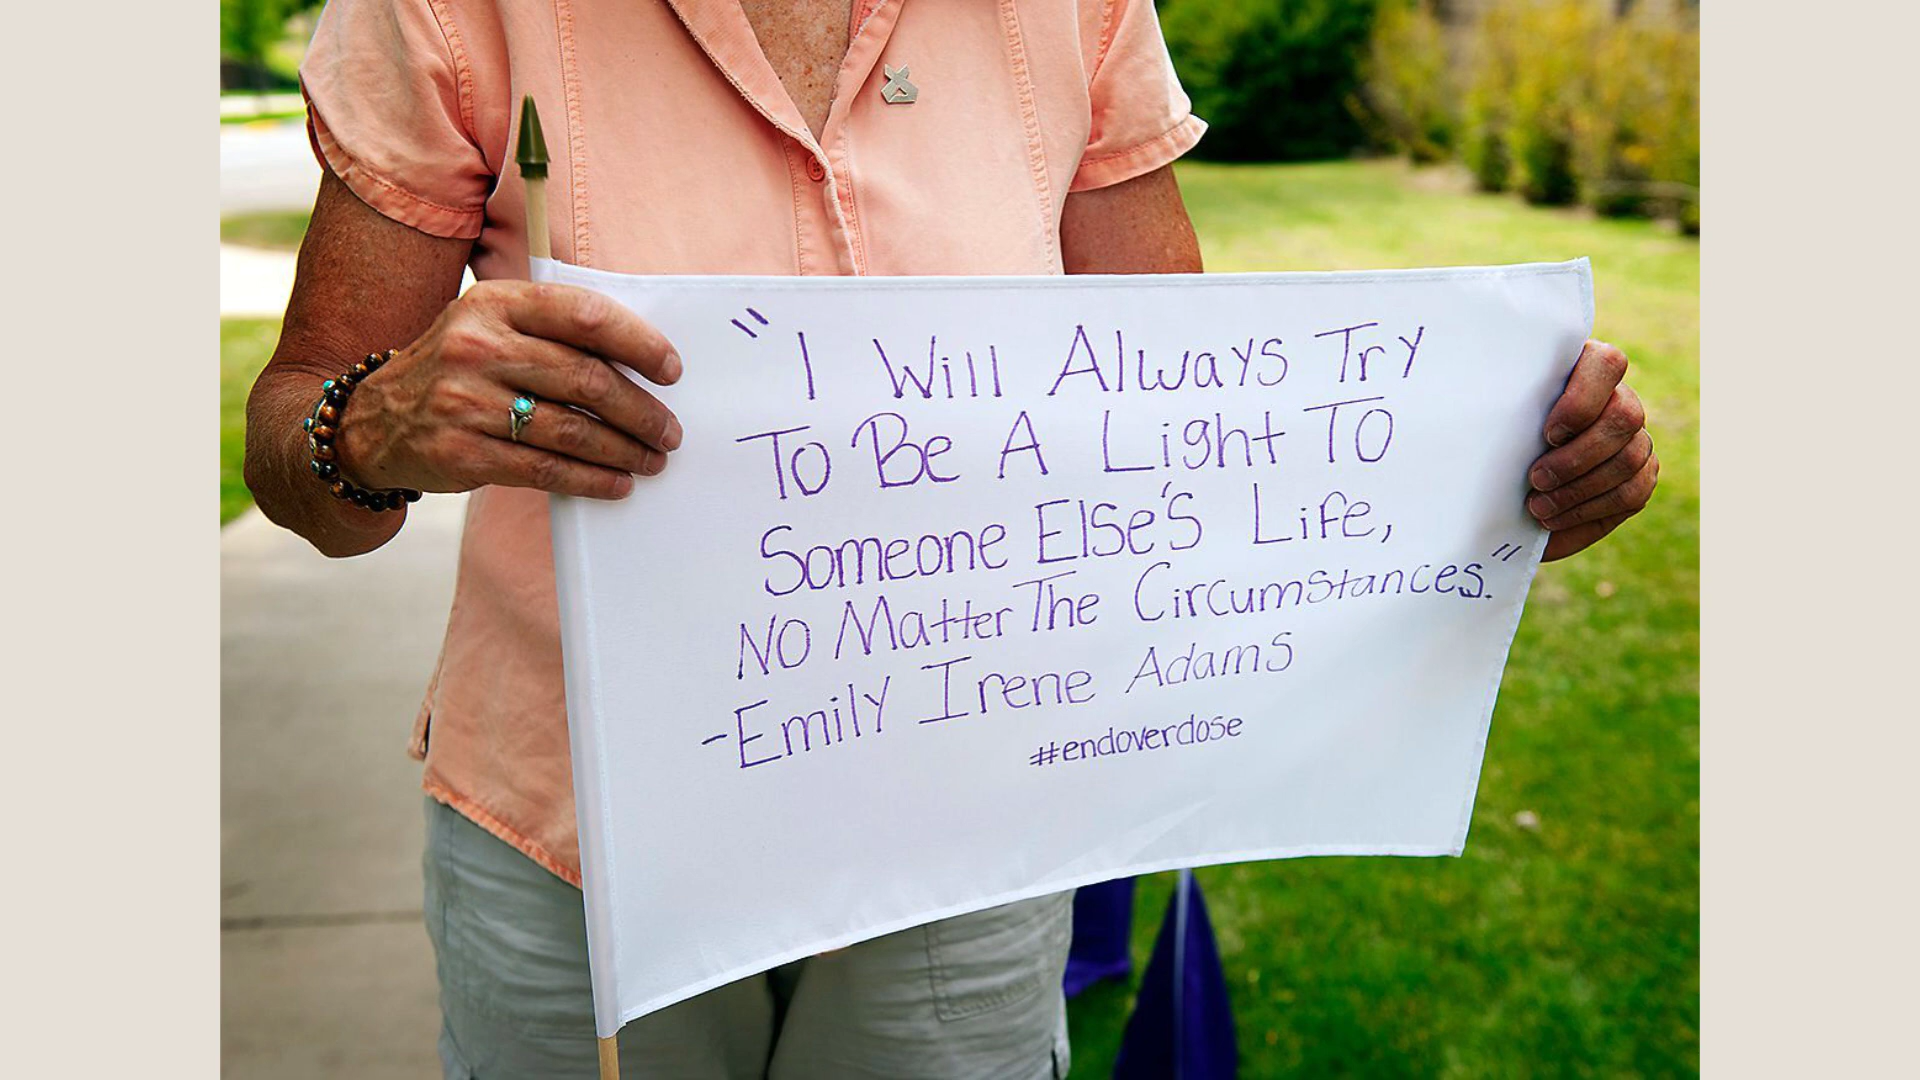 "I Will Always Try
To Be A Light To
Someone Else's Life,
No Matter The Circumstances."
-Emily Irene Adams
#endoverdose